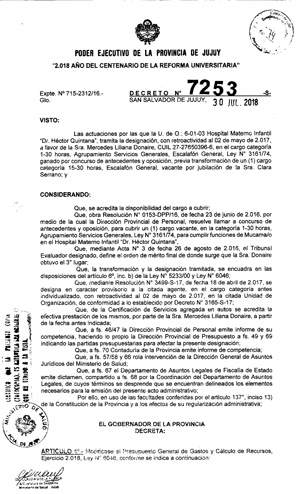 PODER EJECUTIVO DE LA PROVINCIA DE JUJUY
"2.018 AÑO DEL CENTENARIO DE LA REFORMA UNIVERSITARIA"
Expte. Nº 715-2312/16.-
Glo.
DECRETO Nº 7253 -S-
SAN SALVADOR DE JUJUY, 30 JUL. 2018
VISTO:
Las actuaciones por las que la U. de O.: 6-01-03 Hospital Materno Infantil
"Dr. Héctor Quintana", tramita la designación, con retroactividad al 02 de mayo de 2.017,
a favor de la Sra. Mercedes Liliana Donaire, CUIL 27-27650396-6, en el cargo categoría
1-30 horas, Agrupamiento Servicios Generales, Escalafón General, Ley Nº 3161/74,
ganado por concurso de antecedentes y oposición, previa transformación de un (1) cargo
categoría 15-30 horas, Escalafón General, vacante por jubilación de la Sra. Clara
Serrano; y
CONSIDERANDO:
Que, se acredita la disponibilidad del cargo a cubrir;
Que, obra Resolución Nº 0153-DPP/16, de fecha 23 de junio de 2.016, por
medio de la cual la Dirección Provincial de Personal, resuelve llamar a concurso de
antecedentes y oposición, para cubrir un (1) cargo vacante, en la categoría 1-30 horas,
Agrupamiento Servicios Generales, Ley Nº 3161/74, para cumplir funciones de Mucama/o
en el Hospital Materno Infantil "Dr. Héctor Quintana";
Que, mediante Acta Nº 3 de fecha 26 de agosto de 2.016, el Tribunal
Evaluador designado, define el orden de mérito final de donde surge que la Sra. Donaire
obtuvo el 3º lugar;
Que, la transformación y la designación tramitada, se encuadra en las
disposiciones del artículo 6º, inc. b) de la Ley Nº 5233/00 y Ley Nº 6046;
Que, mediante Resolución Nº 3499-S-17, de fecha 18 de abril de 2.017, se
designa en carácter provisorio a la citada agente, en el cargo categoría antes
individualizado, con retroactividad al 02 de mayo de 2.017, en la citada Unidad de
Organización, de conformidad a lo establecido por Decreto Nº 3165-S-17;
Que, de la Certificación de Servicios agregada en autos se acredita la
efectiva prestación de los mismos, por parte de la Sra. Mercedes Liliana Donaire, a partir
de la fecha antes indicada;
Que, a fs. 46/47 la Dirección Provincial de Personal emite informe de su
competencia, haciendo lo propio la Dirección Provincial de Presupuesto a fs. 49 y 69
indicando las partidas presupuestarias para afectar la presente designación;
Que, a fs. 70 Contaduría de la Provincia emite informe de competencia;
Que, a fs. 57/58 y 66 rola intervención de la Dirección General de Asuntos
Jurídicos del Ministerio de Salud;
Que, a fs. 67 el Departamento de Asuntos Legales de Fiscalía de Estado
emite dictamen, compartido a fs. 68 por la Coordinación del Departamento de Asuntos
Legales, de cuyos términos se desprende que se encuentran delineados los elementos
necesarios para la emisión del presente acto administrativo;
Por ello, en uso de las facultades conferidas por el artículo 137º, inciso 13)
de la Constitución de la Provincia y a los efectos de su regularización administrativa;
EL GOBERNADOR DE LA PROVINCIA
DECRETA:
ARTÍCULO 1º.- Modifícase el Presupuesto General de Gastos y Cálculo de Recursos,
Ejercicio 2.018, Ley Nº 6046, conforme se indica a continuación